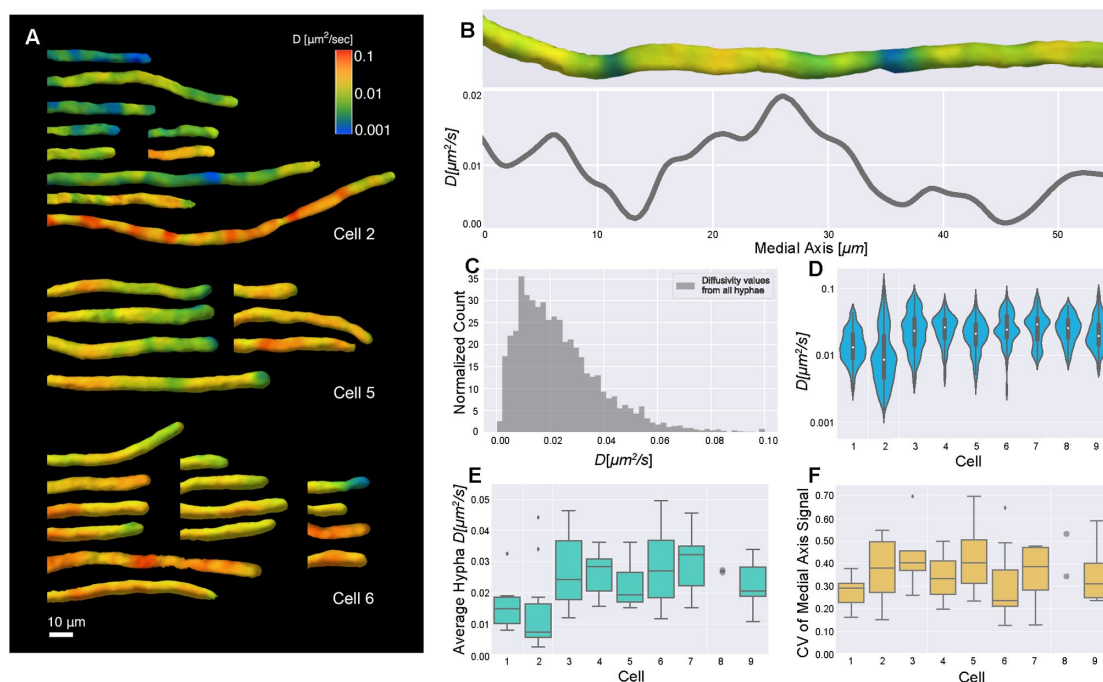 A
D [μm²/sec]
0.1
0.01
0.001
Cell 2
Cell 5
Cell 6
10 μm
B
D[μm²/s]
0.02
0.01
0.00
0 10 20 30 40 50
Medial Axis [μm]
C
Normalized Count
35
30
25
20
15
10
5
0
Diffusivity values
from all hyphae
0.00 0.02 0.04 0.06 0.08 0.10
D[μm²/s]
D
D[μm²/s]
0.1
0.01
0.001
1 2 3 4 5 6 7 8 9
Cell
E
Average Hypha D[μm²/s]
0.05
0.04
0.03
0.02
0.01
0.00
1 2 3 4 5 6 7 8 9
Cell
F
CV of Medial Axis Signal
0.70
0.60
0.50
0.40
0.30
0.20
0.10
0.00
1 2 3 4 5 6 7 8 9
Cell